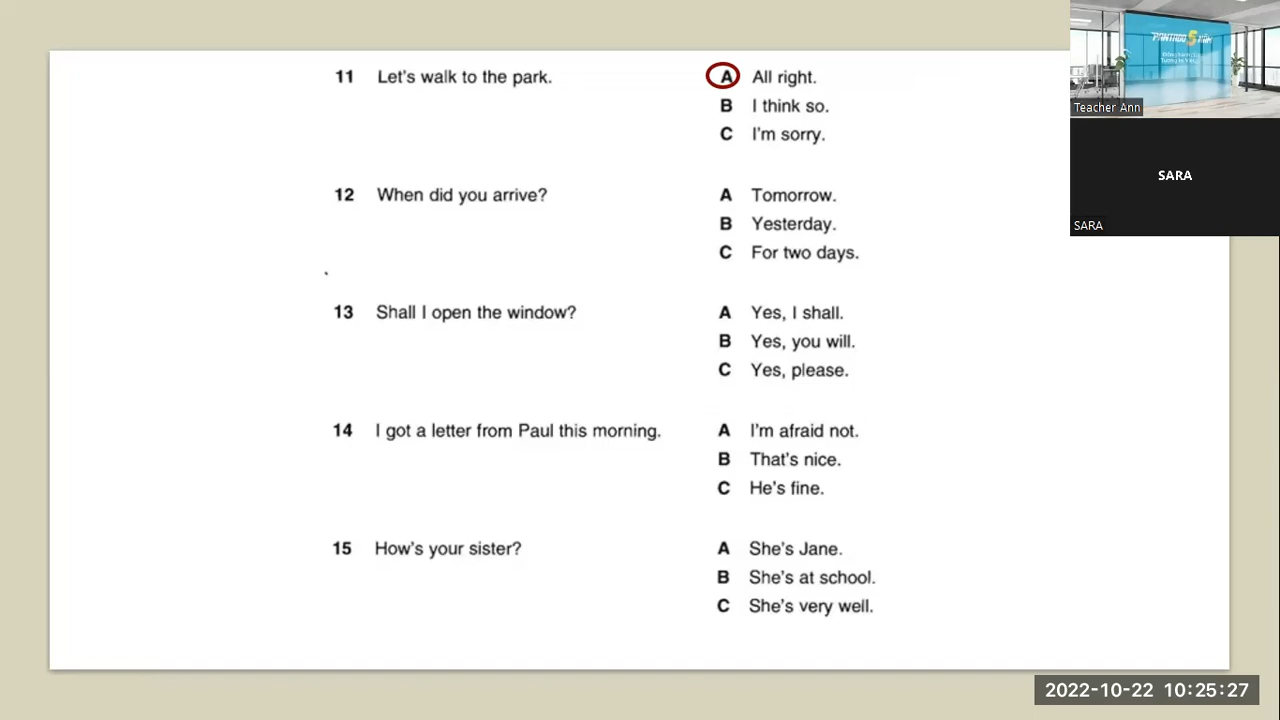 11 Let's walk to the park.
A All right.
B I think so.
C I'm sorry.
12 When did you arrive?
A Tomorrow.
B Yesterday.
C For two days.
13 Shall I open the window?
A Yes, I shall.
B Yes, you will.
C Yes, please.
14 I got a letter from Paul this morning.
A I'm afraid not.
B That's nice.
C He's fine.
15 How's your sister?
A She's Jane.
B She's at school.
C She's very well.
Teacher Ann
SARA
SARA
2022-10-22 10:25:27